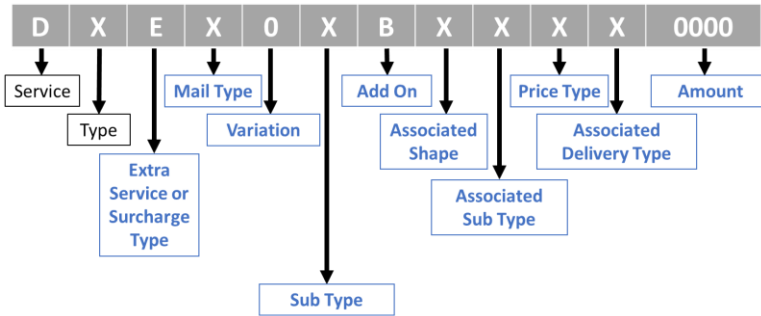 D X E X 0 X B X X X X 0000
Service
Mail Type
Add On
Price Type
Amount
Type
Variation
Associated
Shape
Associated
Delivery Type
Extra
Service or
Surcharge
Type
Associated
Sub Type
Sub Type